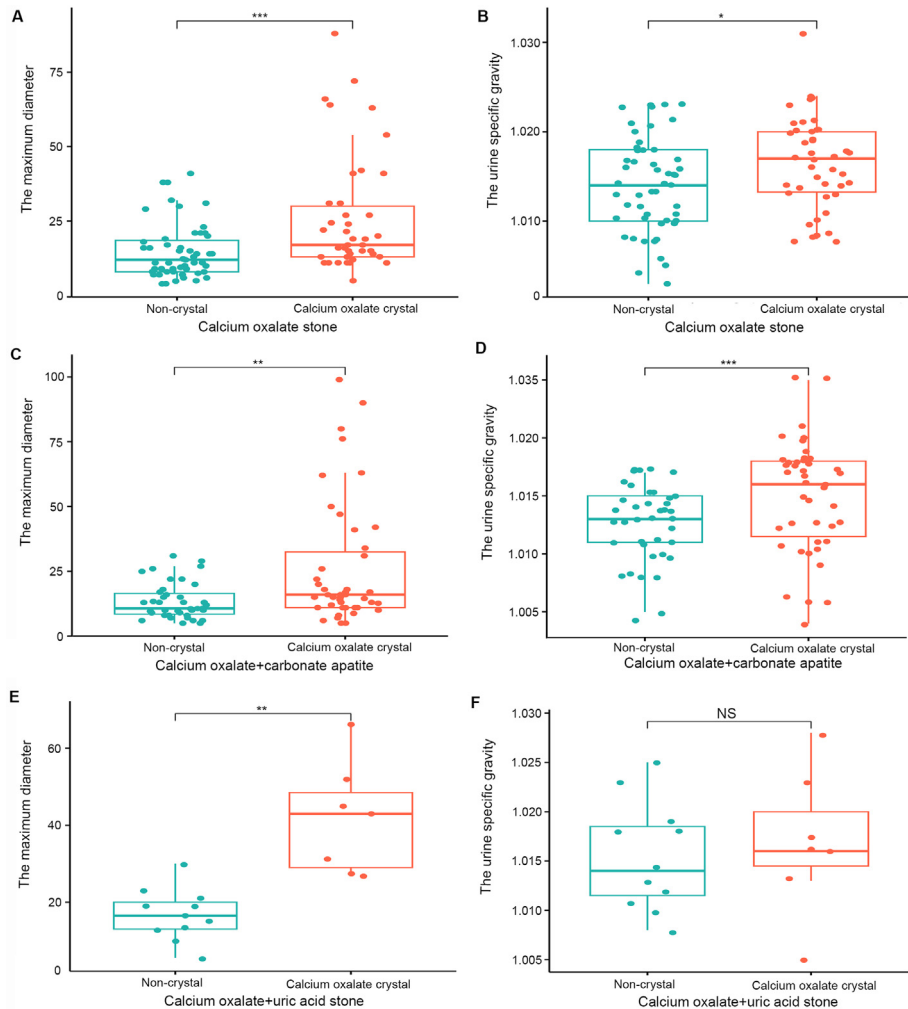 A
***
The maximum diameter
75
50
25
0
Non-crystal
Calcium oxalate crystal
Calcium oxalate stone
B
*
The urine specific gravity
1.030
1.020
1.010
0
Non-crystal
Calcium oxalate crystal
Calcium oxalate stone
C
**
The maximum diameter
100
75
50
25
0
Non-crystal
Calcium oxalate crystal
Calcium oxalate+carbonate apatite
D
***
The urine specific gravity
1.035
1.020
1.015
1.010
1.005
Non-crystal
Calcium oxalate crystal
Calcium oxalate+carbonate apatite
E
**
The maximum diameter
60
40
20
0
Non-crystal
Calcium oxalate crystal
Calcium oxalate+uric acid stone
F
NS
The urine specific gravity
1.030
1.025
1.020
1.015
1.010
1.005
Non-crystal
Calcium oxalate crystal
Calcium oxalate+uric acid stone